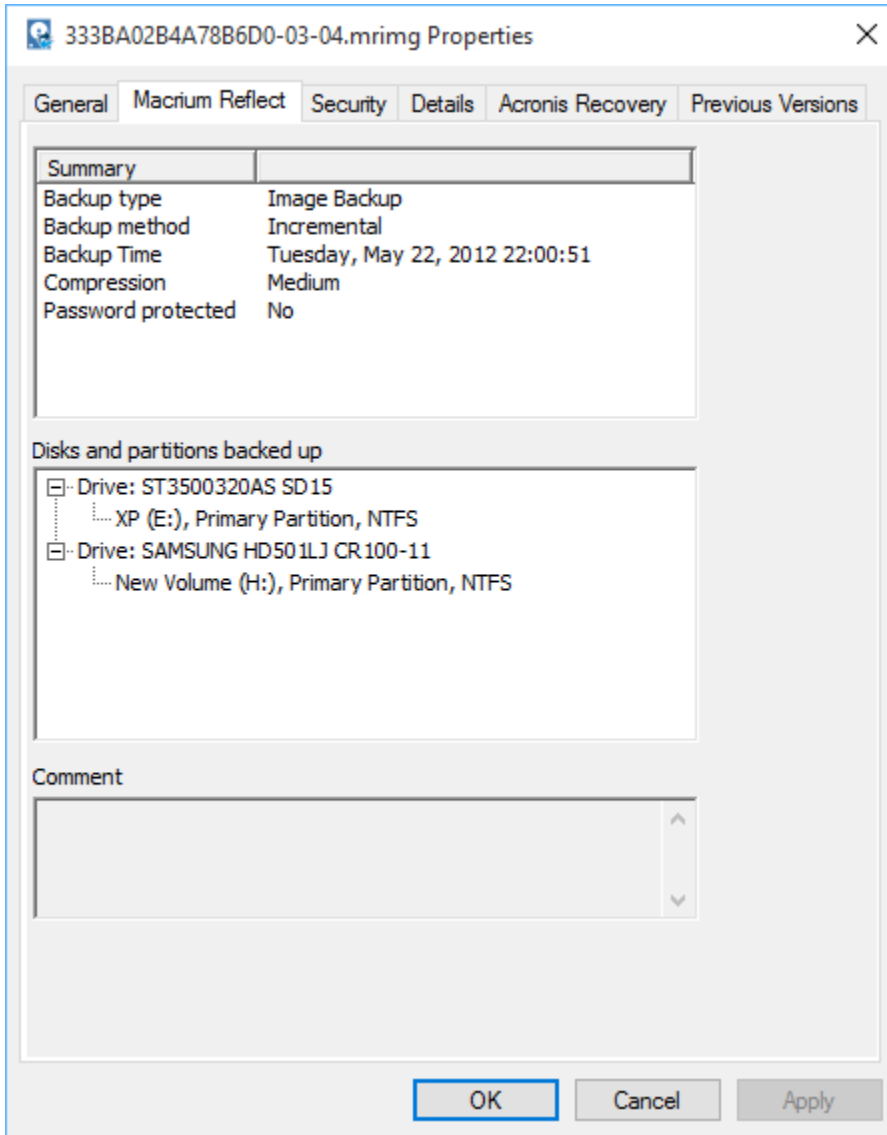 333BA02B4A78B6D0-03-04.mrimg Properties
General Macrium Reflect Security Details Acronis Recovery Previous Versions
Summary
Backup type Image Backup
Backup method Incremental
Backup Time Tuesday, May 22, 2012 22:00:51
Compression Medium
Password protected No
Disks and partitions backed up
Drive: ST3500320AS SD15
XP (E:), Primary Partition, NTFS
Drive: SAMSUNG HD501LJ CR100-11
New Volume (H:), Primary Partition, NTFS
Comment
OK Cancel Apply